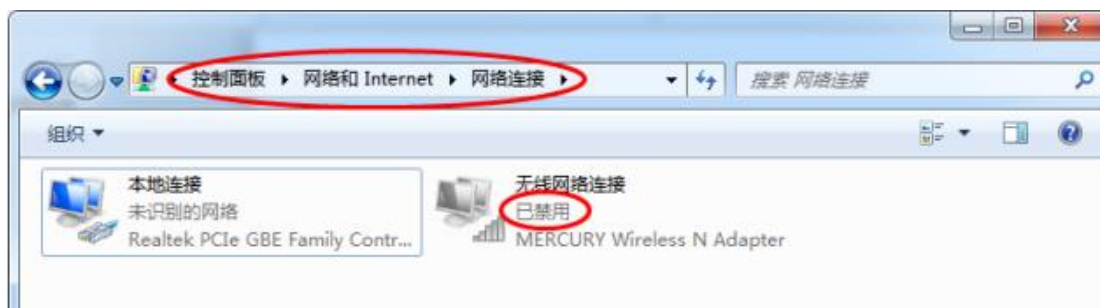 控制面板 ▸ 网络和 Internet ▸ 网络连接 ▸
搜索 网络连接
组织
本地连接
未识别的网络
Realtek PCIe GBE Family Contr...
无线网络连接
已禁用
MERCURY Wireless N Adapter